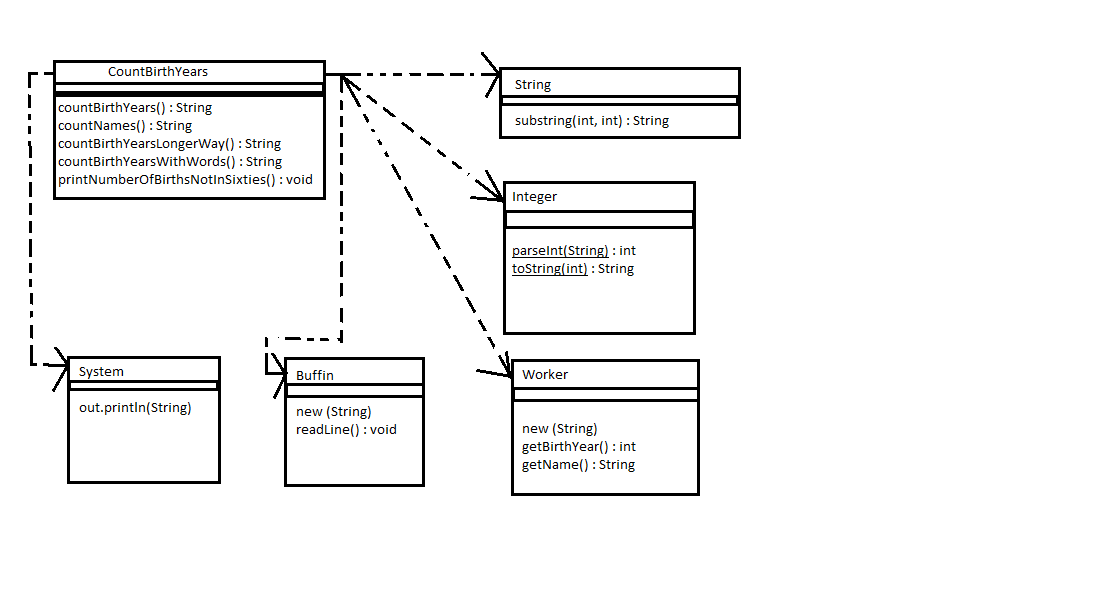 CountBirthYears
countBirthYears() : String
countNames() : String
countBirthYearsLongerWay() : String
countBirthYearsWithWords() : String
printNumberOfBirthsNotInSixties() : void
String
substring(int, int) : String
Integer
parseInt(String) : int
toString(int) : String
System
out.println(String)
Buffin
new (String)
readLine() : void
Worker
new (String)
getBirthYear() : int
getName() : String